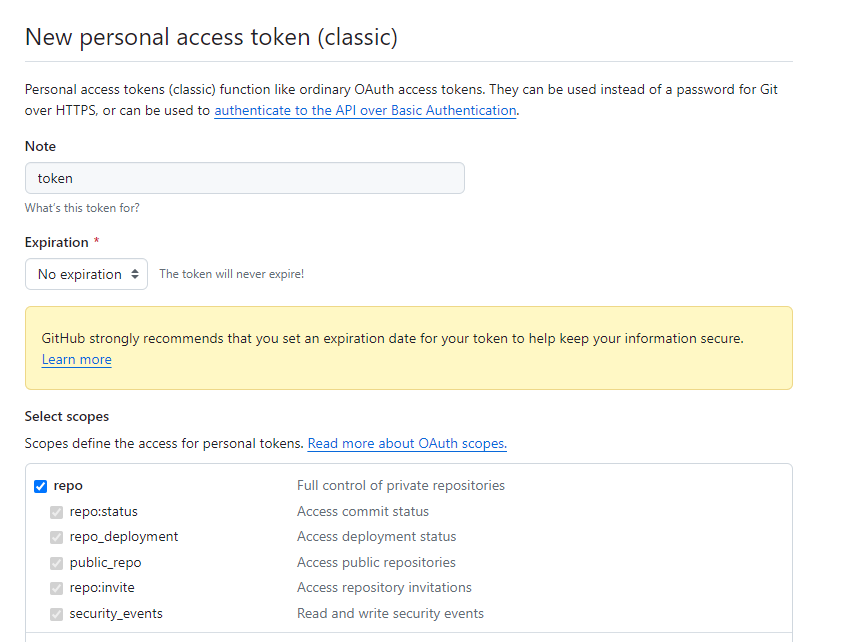 New personal access token (classic)
Personal access tokens (classic) function like ordinary OAuth access tokens. They can be used instead of a password for Git
over HTTPS, or can be used to authenticate to the API over Basic Authentication.
Note
token
What's this token for?
Expiration *
No expiration The token will never expire!
GitHub strongly recommends that you set an expiration date for your token to help keep your information secure.
Learn more
Select scopes
Scopes define the access for personal tokens. Read more about OAuth scopes.
repo Full control of private repositories
repo:status Access commit status
repo_deployment Access deployment status
public_repo Access public repositories
repo:invite Access repository invitations
security_events Read and write security events